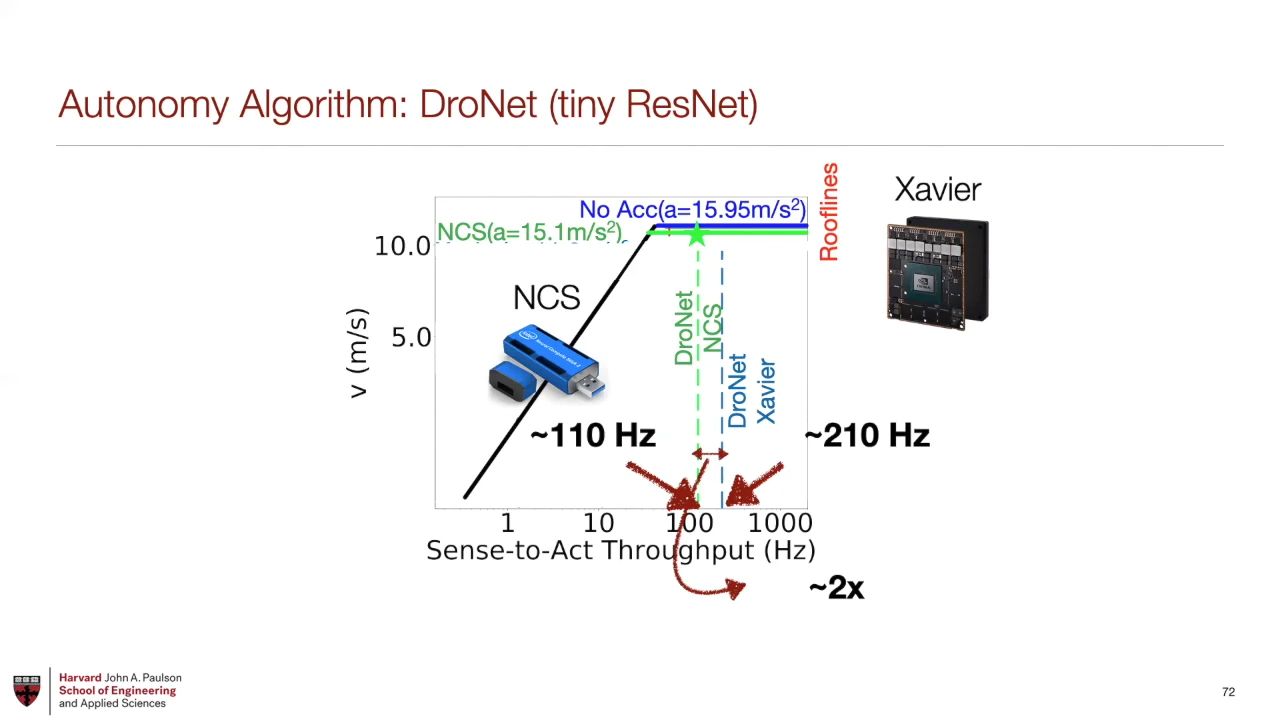 Autonomy Algorithm: DroNet (tiny ResNet)
No Acc(a=15.95m/s²)
NCS(a=15.1m/s²)
Rooflines
Xavier
10.0
5.0
v (m/s)
NCS
DroNet
NCS
DroNet
Xavier
~110 Hz
~210 Hz
1
10
100
1000
Sense-to-Act Throughput (Hz)
~2x
Harvard John A. Paulson
School of Engineering
and Applied Sciences
72